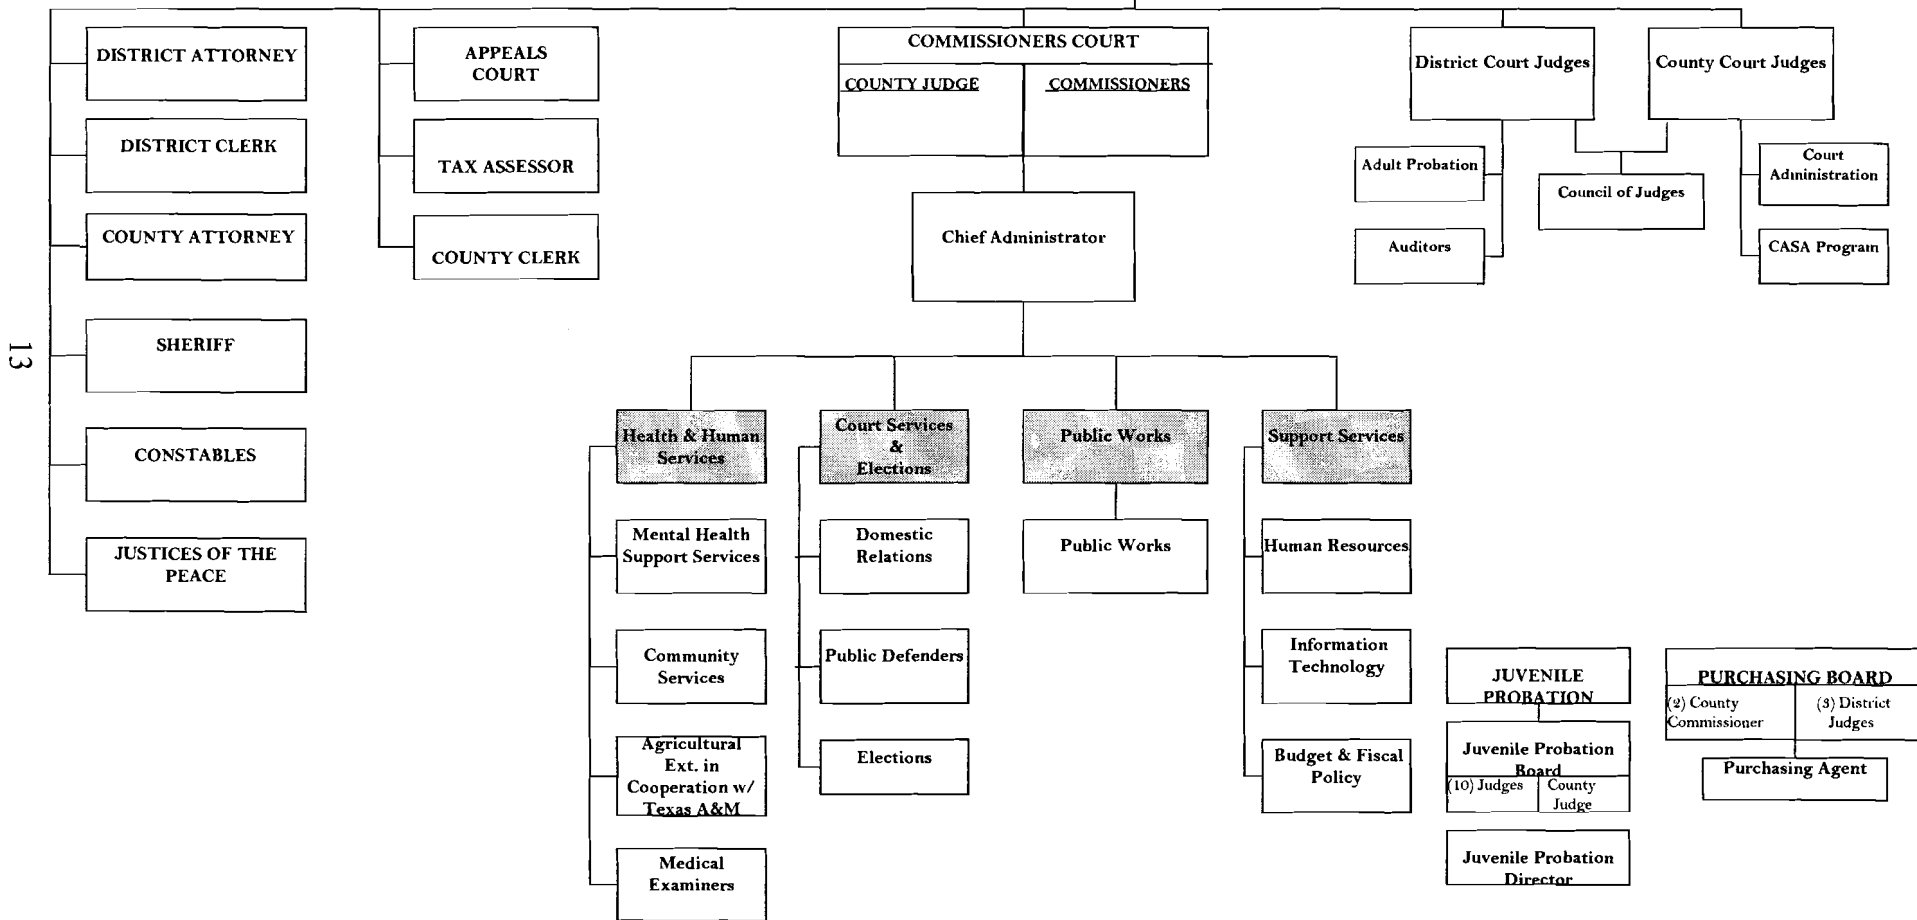 DISTRICT ATTORNEY
DISTRICT CLERK
COUNTY ATTORNEY
SHERIFF
CONSTABLES
JUSTICES OF THE
PEACE
APPEALS
COURT
TAX ASSESSOR
COUNTY CLERK
COMMISSIONERS COURT
COUNTY JUDGE
COMMISSIONERS
Chief Administrator
District Court Judges
County Court Judges
Adult Probation
Auditors
Council of Judges
Court
Administration
CASA Program
Health & Human
Services
Mental Health
Support Services
Community
Services
Agricultural
Ext. in
Cooperation w/
Texas A&M
Medical
Examiners
Court Services
&
Elections
Domestic
Relations
Public Defenders
Elections
Public Works
Public Works
Support Services
Human Resources
Information
Technology
Budget & Fiscal
Policy
JUVENILE
PROBATION
Juvenile Probation
Board
(10) Judges
County
Judge
Juvenile Probation
Director
PURCHASING BOARD
(2) County
Commissioner
(3) District
Judges
Purchasing Agent
13